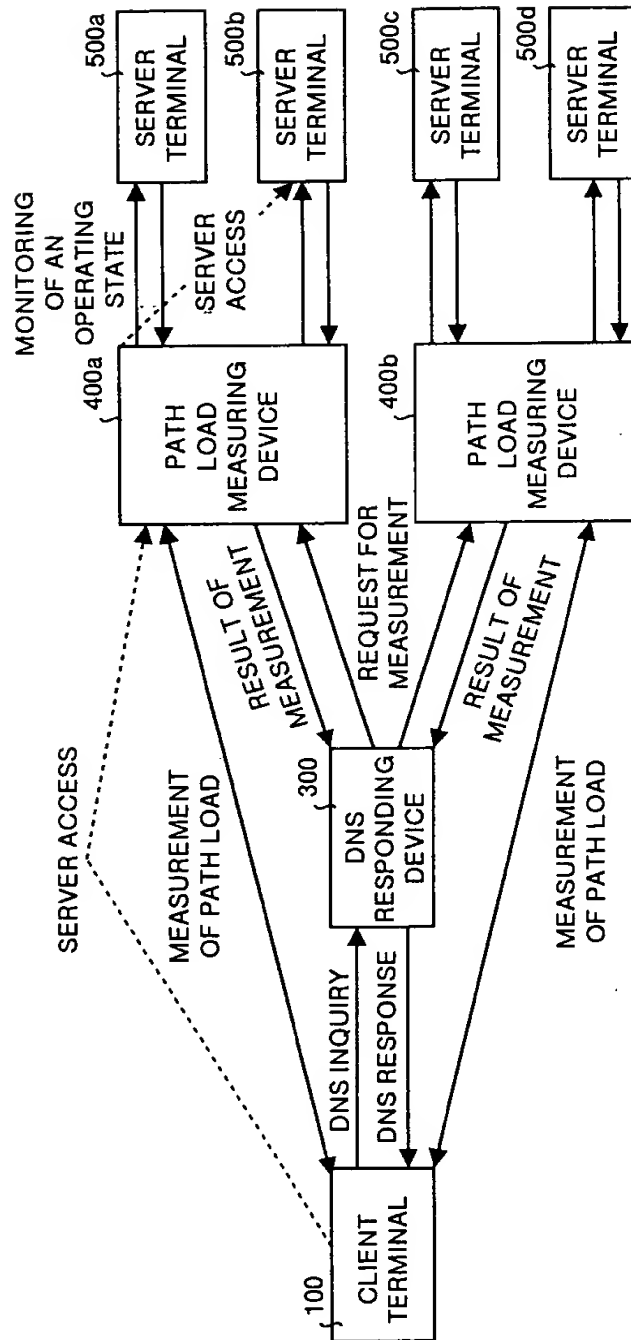 100
CLIENT
TERMINAL
SERVER ACCESS
MEASUREMENT
OF PATH LOAD
DNS INQUIRY
DNS RESPONSE
300
DNS
RESPONDING
DEVICE
MEASUREMENT
OF PATH LOAD
RESULT OF
MEASUREMENT
REQUEST FOR
MEASUREMENT
RESULT OF
MEASUREMENT
400a
PATH
LOAD
MEASURING
DEVICE
400b
PATH
LOAD
MEASURING
DEVICE
MONITORING
OF AN
OPERATING
STATE
SERVER
ACCESS
500a
SERVER
TERMINAL
500b
SERVER
TERMINAL
500c
SERVER
TERMINAL
500d
SERVER
TERMINAL